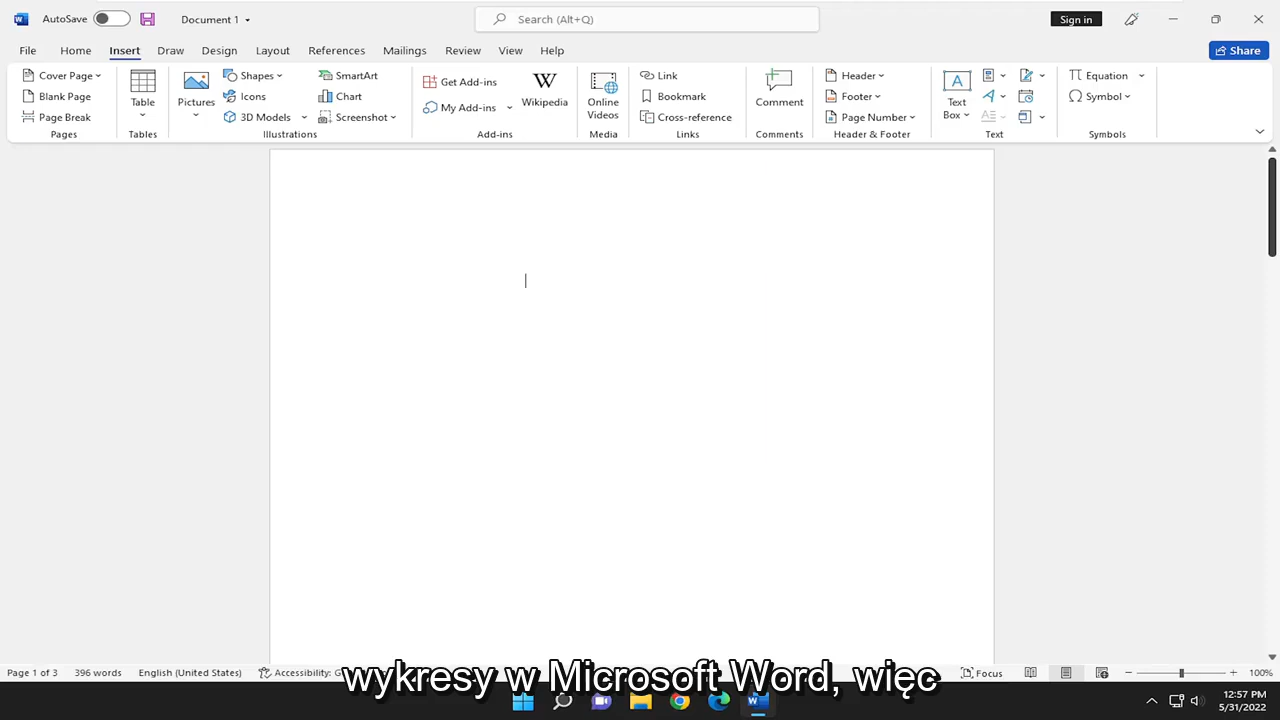 AutoSave
Document 1
Search (Alt+Q)
Sign in
File Home Insert Draw Design Layout References Mailings Review View Help
Share
Cover Page
Blank Page
Page Break
Pages
Table
Tables
Pictures
Shapes
Icons
3D Models
SmartArt
Chart
Screenshot
Illustrations
Get Add-ins
My Add-ins
W
Wikipedia
Add-ins
Online
Videos
Media
Link
Bookmark
Cross-reference
Links
Comment
Comments
Header
Footer
Page Number
Header & Footer
A
Text
Box
Text
Equation
Symbol
Symbols
Page 1 of 3 396 words English (United States) Accessibility: Focus 100%
wykresy w Microsoft Word, więc
12:57 PM
5/31/2022